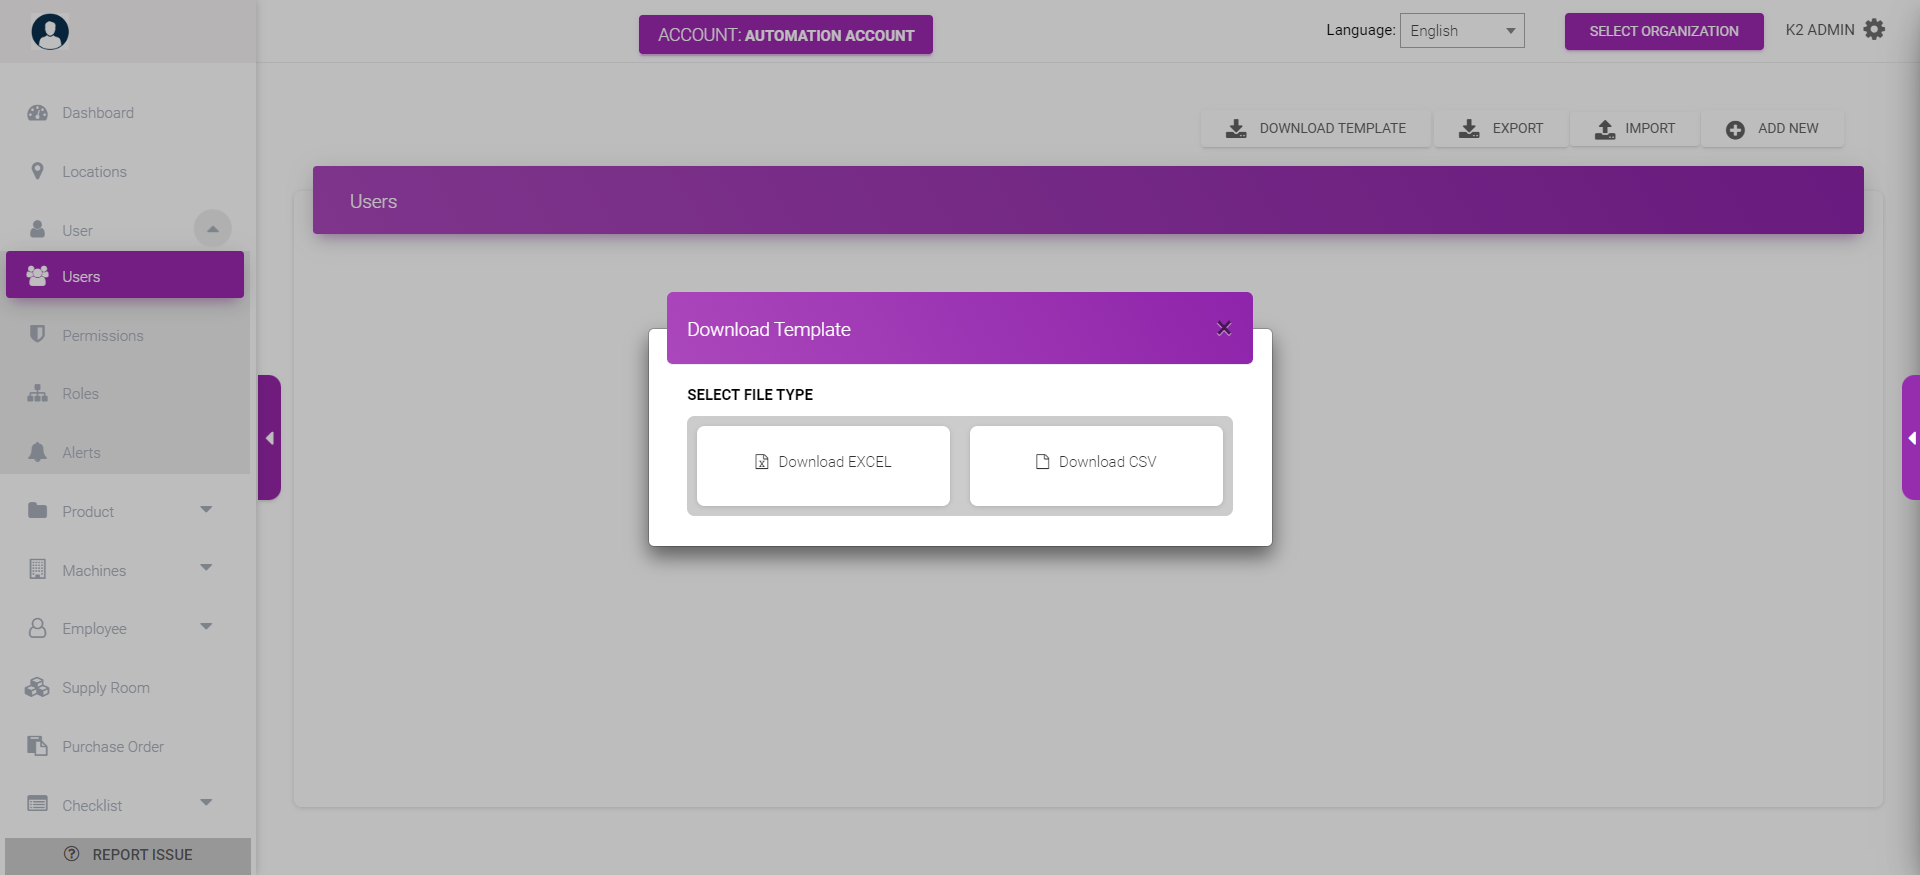 ACCOUNT: AUTOMATION ACCOUNT
Language: English
SELECT ORGANIZATION
K2 ADMIN
Dashboard
Locations
User
Users
Permissions
Roles
Alerts
Product
Machines
Employee
Supply Room
Purchase Order
Checklist
REPORT ISSUE
DOWNLOAD TEMPLATE
EXPORT
IMPORT
ADD NEW
Users
Download Template
SELECT FILE TYPE
Download EXCEL
Download CSV